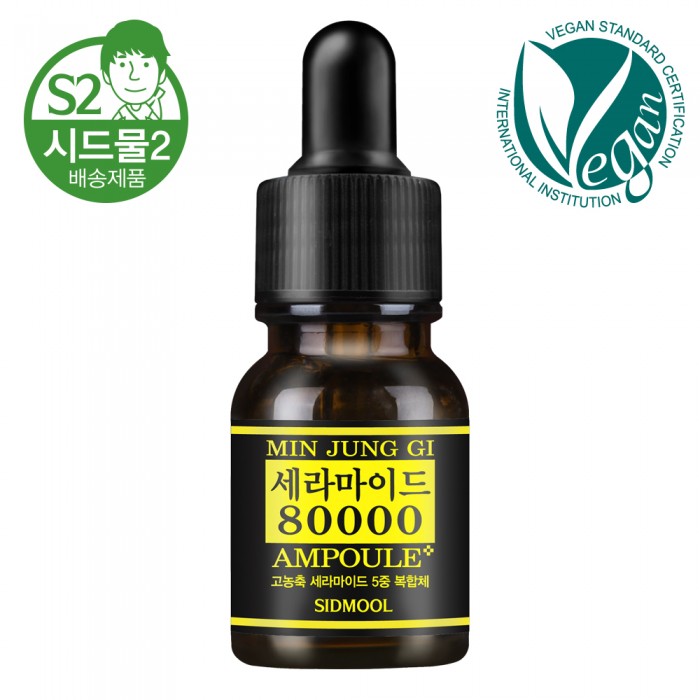 S2
시드물2
배송제품
VEGAN STANDARD CERTIFICATION
INTERNATIONAL INSTITUTION
Vegan
MIN JUNG GI
세라마이드
80000
AMPOULE
고농축 세라마이드 5중 복합체
SIDMOOL